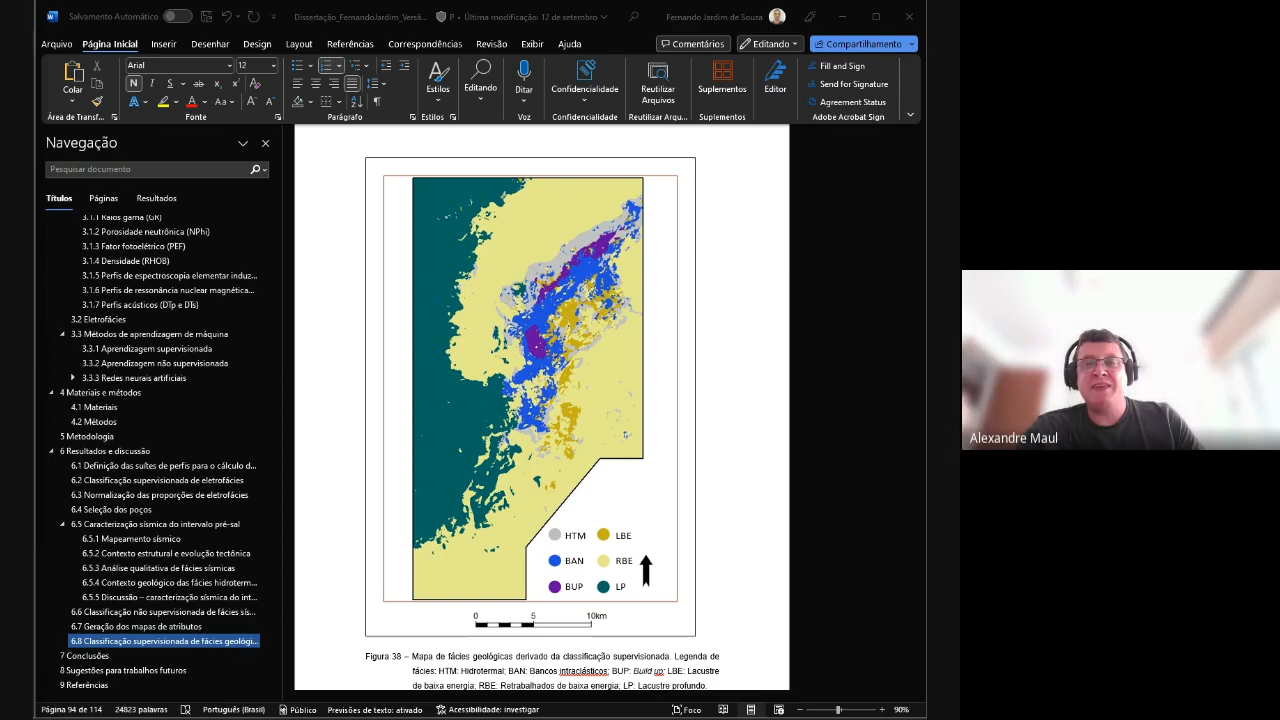 Salvamento Automático
Dissertação_FernandoJardim_Versã...
P • Última modificação: 12 de setembro
Fernando Jardim de Souza
Arquivo
Página Inicial
Inserir
Desenhar
Design
Layout
Referências
Correspondências
Revisão
Exibir
Ajuda
Comentários
Editando
Compartilhamento
Colar
Arial
12
N
I
S
Aa
Estilos
Editando
Ditar
Confidencialidade
Reutilizar
Arquivos
Suplementos
Editor
Fill and Sign
Send for Signature
Agreement Status
Área de Transf...
Fonte
Parágrafo
Estilos
Voz
Confidencialidade
Reutilizar Arqu...
Suplementos
Adobe Acrobat Sign
Navegação
Pesquisar documento
Títulos
Páginas
Resultados
3.1.1 Raios gama (GR)
3.1.2 Porosidade neutrônica (NPhi)
3.1.3 Fator fotoelétrico (PEF)
3.1.4 Densidade (RHOB)
3.1.5 Perfis de espectroscopia elementar induz...
3.1.6 Perfis de ressonância nuclear magnética...
3.1.7 Perfis acústicos (DTp e DTs)
3.2 Eletrofácies
3.3 Métodos de aprendizagem de máquina
3.3.1 Aprendizagem supervisionada
3.3.2 Aprendizagem não supervisionada
3.3.3 Redes neurais artificiais
4 Materiais e métodos
4.1 Materiais
4.2 Métodos
5 Metodologia
6 Resultados e discussão
6.1 Definição das suítes de perfis para o cálculo d...
6.2 Classificação supervisionada de eletrofácies
6.3 Normalização das proporções de eletrofácies
6.4 Seleção dos poços
6.5 Caracterização sísmica do intervalo pré-sal
6.5.1 Mapeamento sísmico
6.5.2 Contexto estrutural e evolução tectônica
6.5.3 Análise qualitativa de fácies sísmicas
6.5.4 Contexto geológico das fácies hidroterm...
6.5.5 Discussão – caracterização sísmica do int...
6.6 Classificação não supervisionada de fácies sís...
6.7 Geração dos mapas de atributos
6.8 Classificação supervisionada de fácies geológi...
7 Conclusões
8 Sugestões para trabalhos futuros
9 Referências
HTM
LBE
BAN
RBE
BUP
LP
0
5
10km
Figura 38 – Mapa de fácies geológicas derivado da classificação supervisionada. Legenda de
fácies: HTM: Hidrotermal; BAN: Bancos intraclásticos; BUP: Build up; LBE: Lacustre
de baixa energia; RBE: Retrabalhados de baixa energia; LP: Lacustre profundo.
Alexandre Maul
Página 94 de 114
24823 palavras
Português (Brasil)
Público
Previsões de texto: ativado
Acessibilidade: investigar
Foco
90%